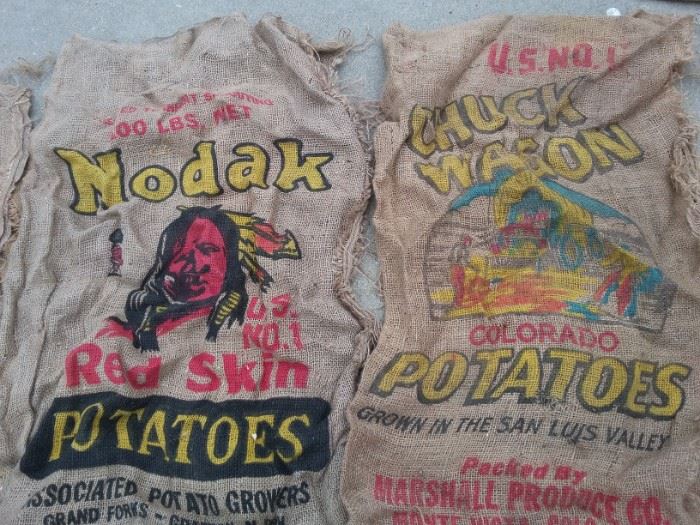 LBS. NET
Nodak
U.S.
NO.1
Red Skin
POTATOES
ASSOCIATED POTATO GROWERS
GRAND FORKS -
U.S. NO. 1
CHUCK
WAGON
COLORADO
POTATOES
GROWN IN THE SAN LUIS VALLEY
Packed By
MARSHALL PRODUCE CO.
MONTE